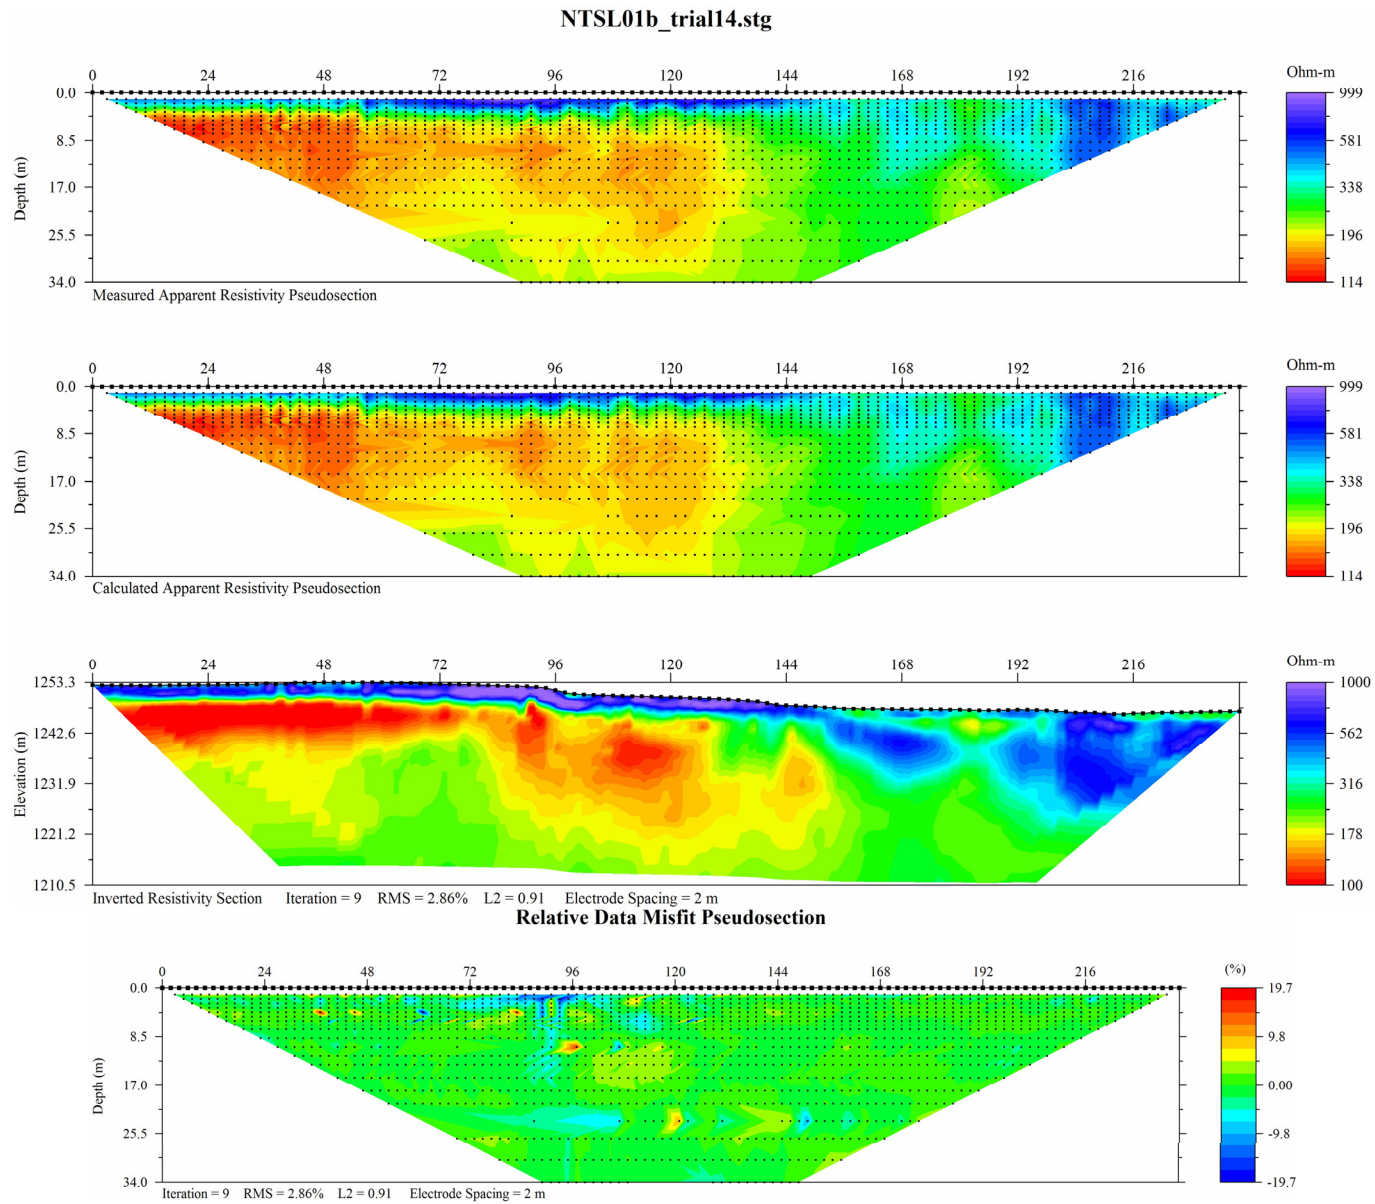 NTSL01b_trial14.stg
0 24 48 72 96 120 144 168 192 216
Ohm-m
0.0 999
8.5 581
17.0 338
25.5 196
34.0 114
Depth (m)
Measured Apparent Resistivity Pseudosection
0 24 48 72 96 120 144 168 192 216
Ohm-m
0.0 999
8.5 581
17.0 338
25.5 196
34.0 114
Depth (m)
Calculated Apparent Resistivity Pseudosection
0 24 48 72 96 120 144 168 192 216
Ohm-m
1253.3 1000
1242.6 562
1231.9 316
1221.2 178
1210.5 100
Elevation (m)
Inverted Resistivity Section Iteration = 9 RMS = 2.86% L2 = 0.91 Electrode Spacing = 2 m
Relative Data Misfit Pseudosection
0 24 48 72 96 120 144 168 192 216
(%)
0.0 19.7
8.5 9.8
17.0 0.00
25.5 -9.8
34.0 -19.7
Depth (m)
Iteration = 9 RMS = 2.86% L2 = 0.91 Electrode Spacing = 2 m